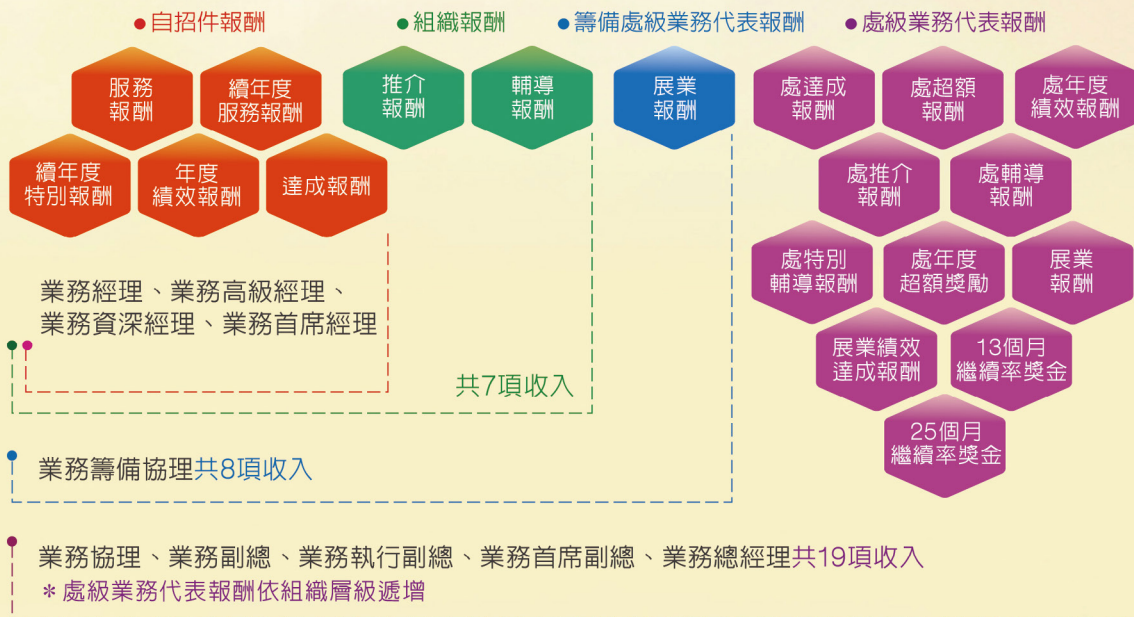 ●自招件報酬
●組織報酬
●籌備處級業務代表報酬
●處級業務代表報酬
服務
報酬
續年度
服務報酬
續年度
特別報酬
年度
績效報酬
達成報酬
推介
報酬
輔導
報酬
展業
報酬
處達成
報酬
處超額
報酬
處年度
績效報酬
處推介
報酬
處輔導
報酬
處特別
輔導報酬
處年度
超額獎勵
展業
報酬
展業績效
達成報酬
13個月
繼續率獎金
25個月
繼續率獎金
業務經理、業務高級經理、
業務資深經理、業務首席經理
共7項收入
業務籌備協理共8項收入
業務協理、業務副總、業務執行副總、業務首席副總、業務總經理共19項收入
＊處級業務代表報酬依組織層級遞增